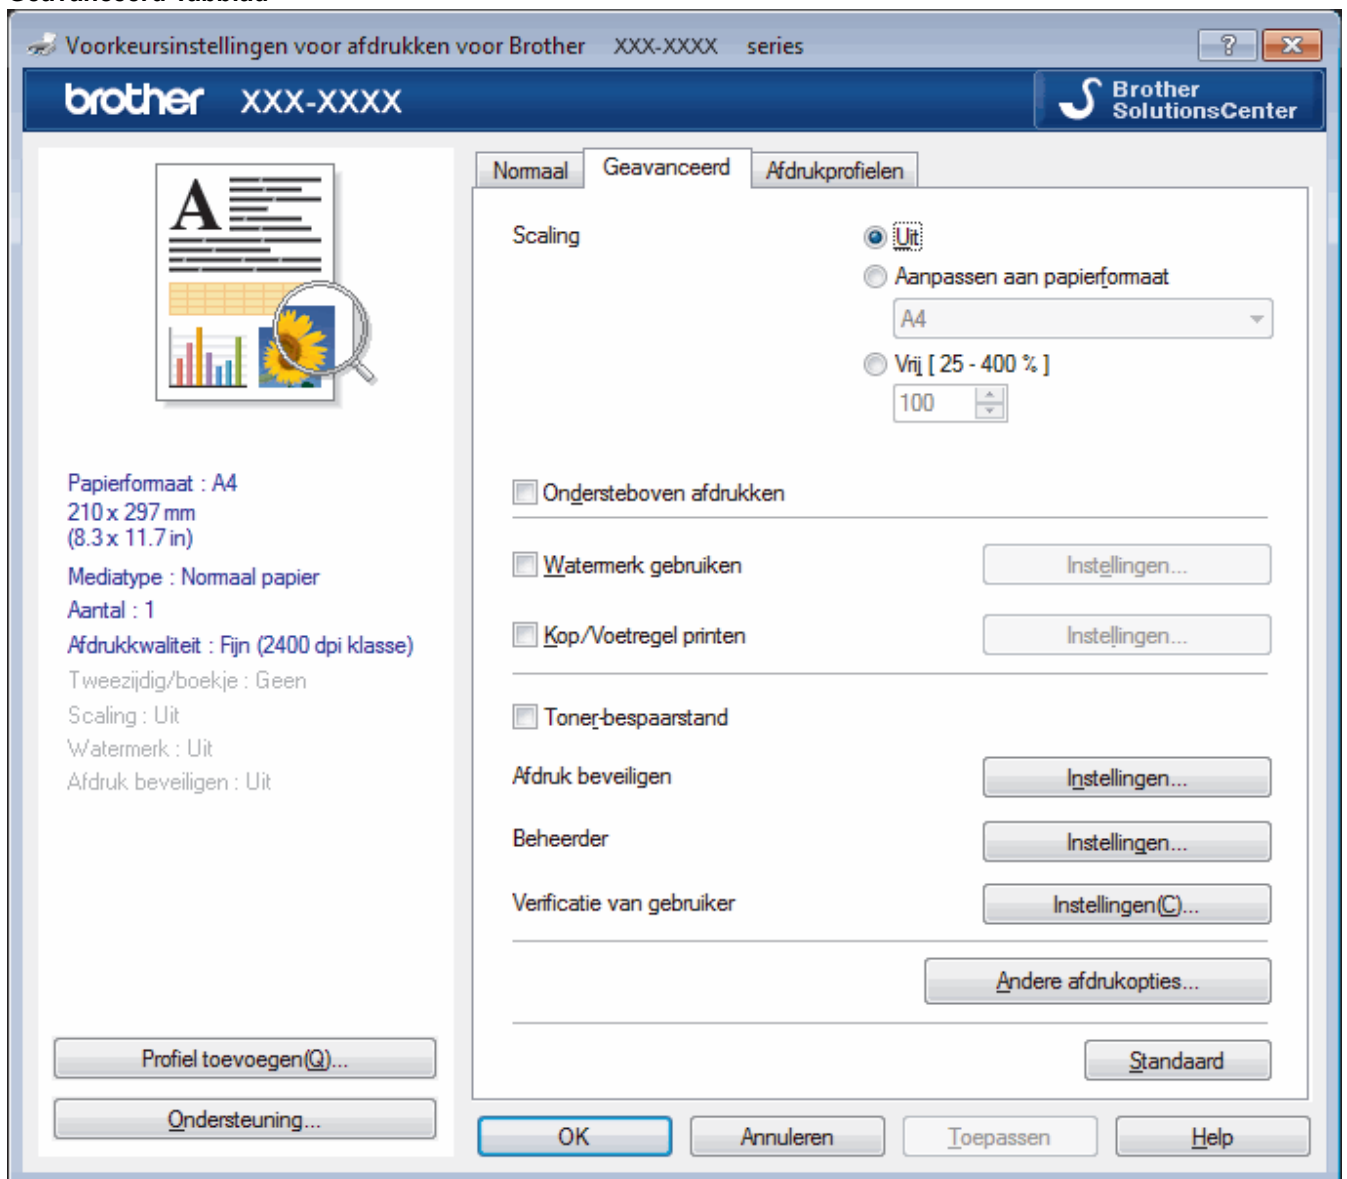 Voorkeursinstellingen voor afdrukken voor Brother XXX-XXXX series
brother XXX-XXXX
Brother
SolutionsCenter
A
Papierformaat : A4
210 x 297 mm
(8.3 x 11.7 in)
Mediatype : Normaal papier
Aantal : 1
Afdrukkwaliteit : Fijn (2400 dpi klasse)
Tweezijdig/boekje : Geen
Scaling : Uit
Watermerk : Uit
Afdruk beveiligen : Uit
Profiel toevoegen(Q)...
Ondersteuning...
Normaal Geavanceerd Afdrukprofielen
Scaling
Uit
Aanpassen aan papierformaat
A4
Vrij [ 25 - 400 % ]
100
Ondersteboven afdrukken
Watermerk gebruiken Instellingen...
Kop/Voetregel printen Instellingen...
Toner-bespaarstand
Afdruk beveiligen Instellingen...
Beheerder Instellingen...
Verificatie van gebruiker Instellingen(C)...
Andere afdrukopties...
Standaard
OK Annuleren Toepassen Help